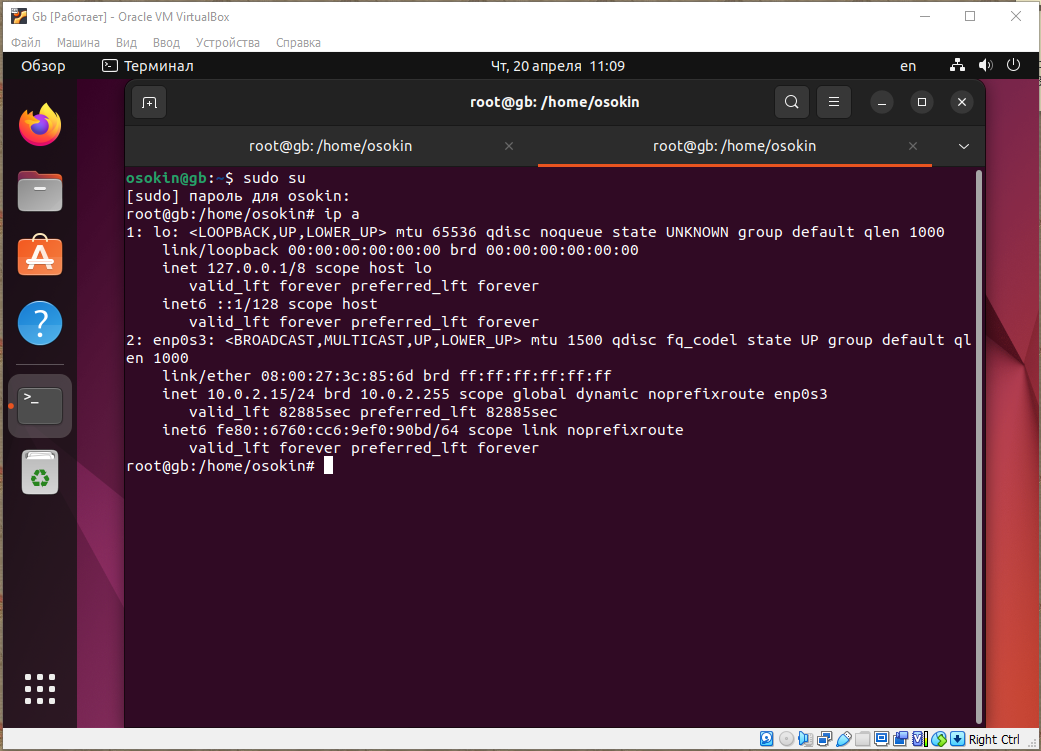 Gb [Работает] - Oracle VM VirtualBox
Файл Машина Вид Ввод Устройства Справка
Обзор Терминал Чт, 20 апреля 11:09 en
root@gb: /home/osokin
root@gb: /home/osokin root@gb: /home/osokin
osokin@gb:~$ sudo su
[sudo] пароль для osokin:
root@gb:/home/osokin# ip a
1: lo: <LOOPBACK,UP,LOWER_UP> mtu 65536 qdisc noqueue state UNKNOWN group default qlen 1000
link/loopback 00:00:00:00:00:00 brd 00:00:00:00:00:00
inet 127.0.0.1/8 scope host lo
valid_lft forever preferred_lft forever
inet6 ::1/128 scope host
valid_lft forever preferred_lft forever
2: enp0s3: <BROADCAST,MULTICAST,UP,LOWER_UP> mtu 1500 qdisc fq_codel state UP group default ql
en 1000
link/ether 08:00:27:3c:85:6d brd ff:ff:ff:ff:ff:ff
inet 10.0.2.15/24 brd 10.0.2.255 scope global dynamic noprefixroute enp0s3
valid_lft 82885sec preferred_lft 82885sec
inet6 fe80::6760:cc6:9ef0:90bd/64 scope link noprefixroute
valid_lft forever preferred_lft forever
root@gb:/home/osokin#
Right Ctrl